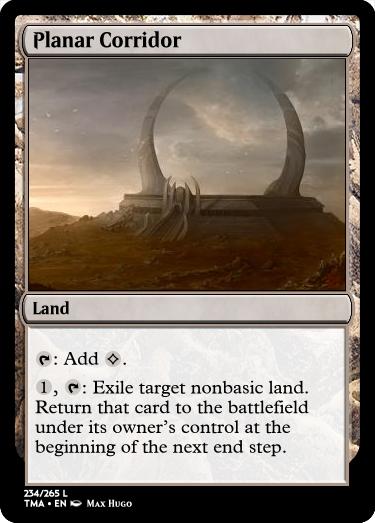 Planar Corridor
Land
: Add .
1, : Exile target nonbasic land.
Return that card to the battlefield
under its owner's control at the
beginning of the next end step.
234/265 L
TMA • EN Max Hugo